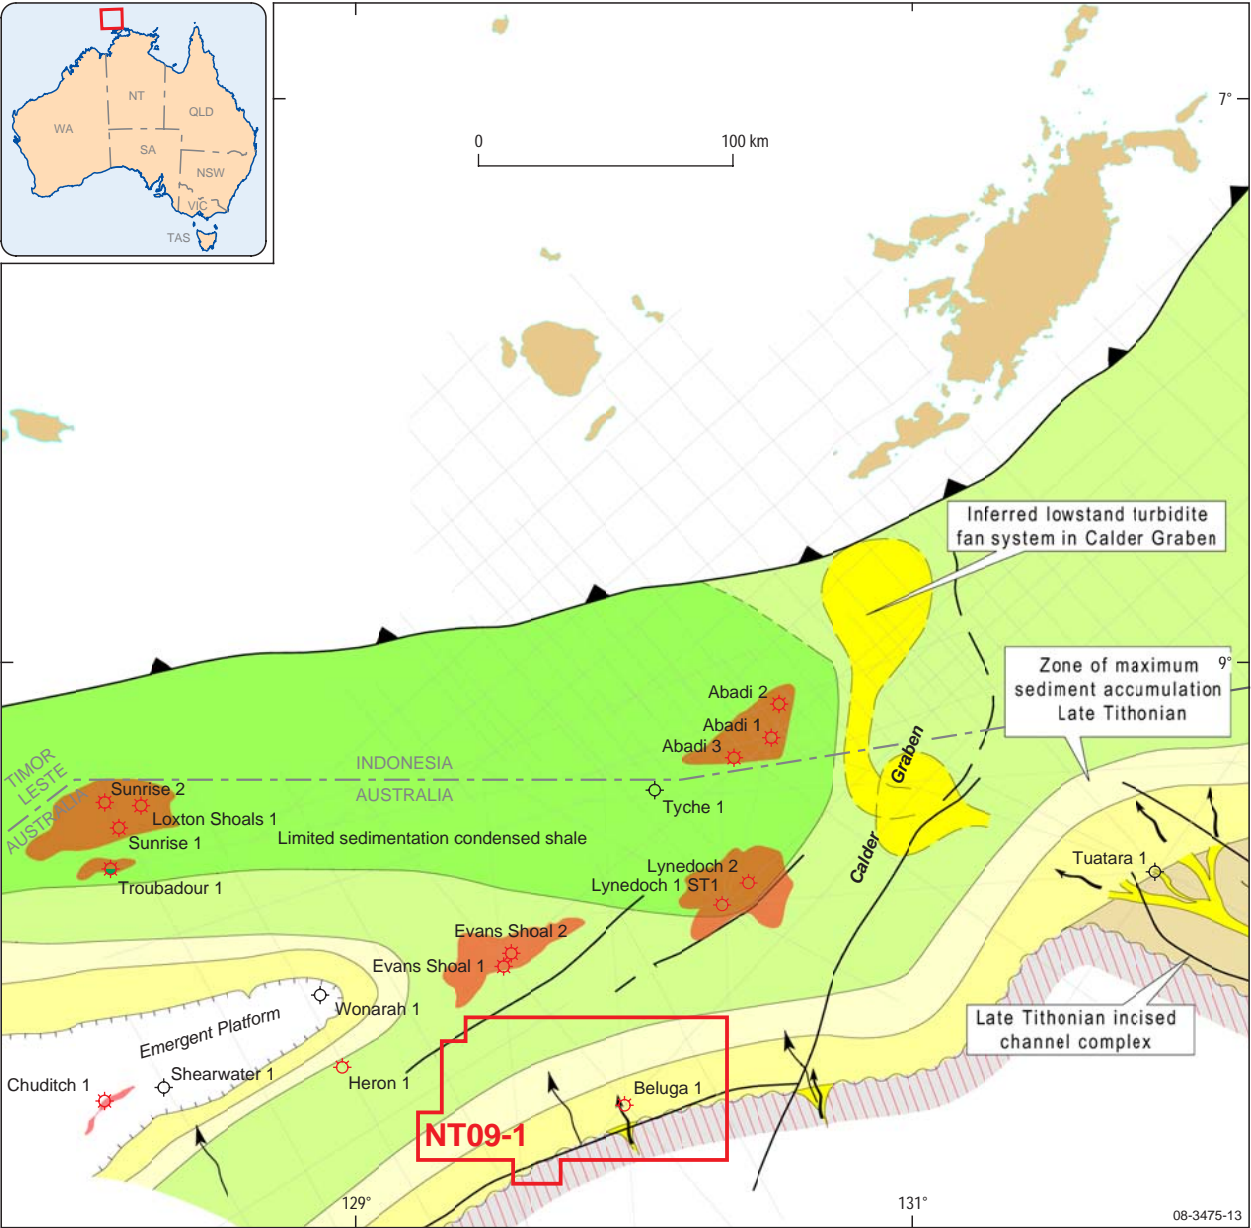 NT
QLD
WA
SA
NSW
VIC
TAS
0
100 km
7°
Inferred lowstand turbidite
fan system in Calder Graben
Zone of maximum
sediment accumulation
Late Tithonian
9°
Abadi 2
Abadi 1
Abadi 3
Calder Graben
TIMOR
LESTE
AUSTRALIA
INDONESIA
AUSTRALIA
Tyche 1
Sunrise 2
Loxton Shoals 1
Sunrise 1
Limited sedimentation condensed shale
Troubadour 1
Lynedoch 2
Lynedoch 1 ST1
Tuatara 1
Evans Shoal 2
Evans Shoal 1
Wonarah 1
Emergent Platform
Late Tithonian incised
channel complex
Shearwater 1
Chuditch 1
Heron 1
Beluga 1
NT09-1
129°
131°
08-3475-13